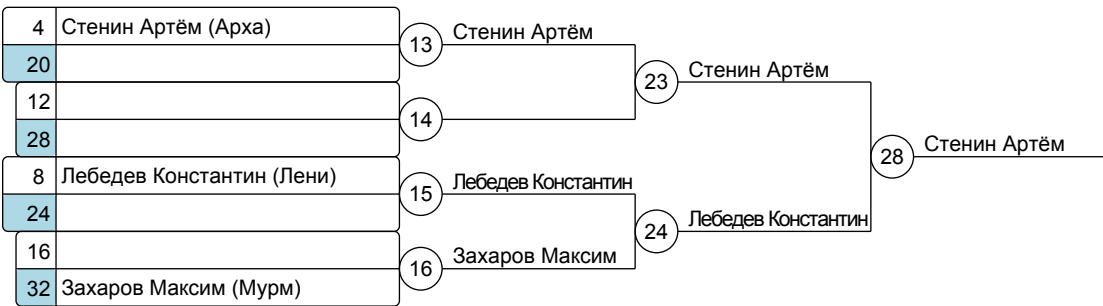 4 Стенин Артём (Арха)
13 Стенин Артём
20
23 Стенин Артём
12
14
28
28 Стенин Артём
8 Лебедев Константин (Лени)
15 Лебедев Константин
24
24 Лебедев Константин
16
16 Захаров Максим
32 Захаров Максим (Мурм)